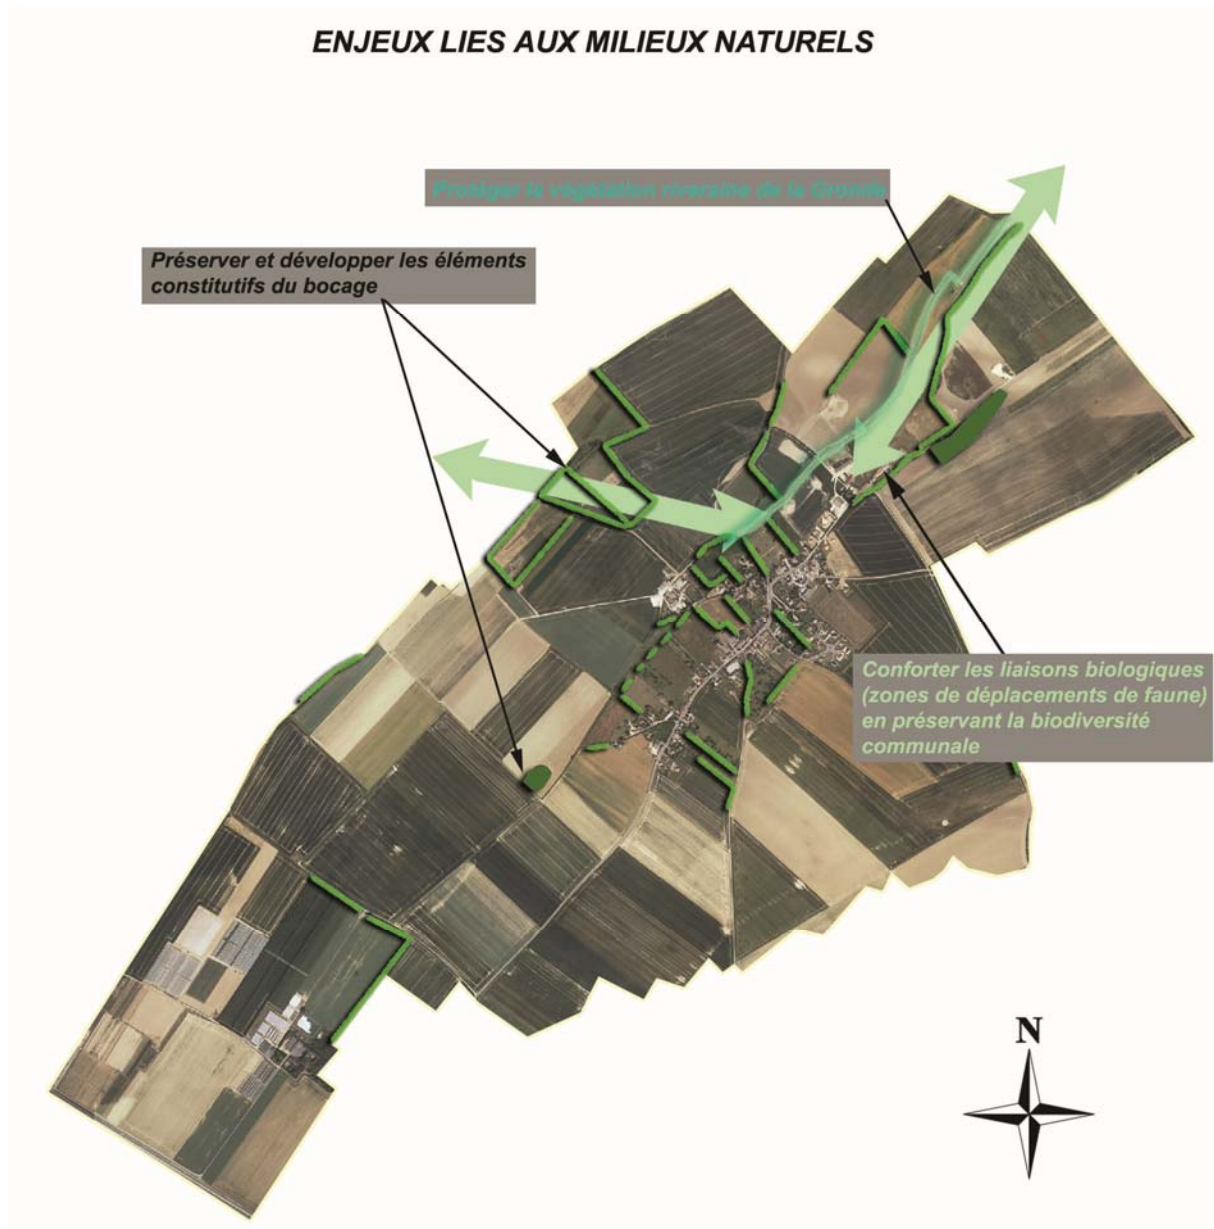 ENJEUX LIES AUX MILIEUX NATURELS
Protéger la végétation riveraine de la Gronde
Préserver et développer les éléments
constitutifs du bocage
Conforter les liaisons biologiques
(zones de déplacements de faune)
en préservant la biodiversité
communale
N